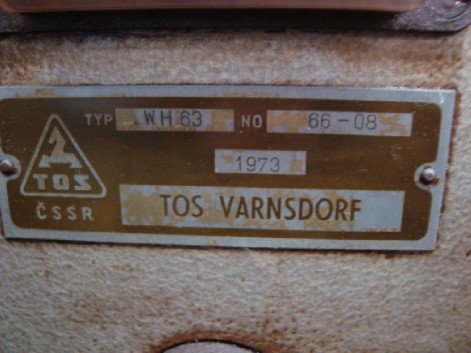 TYP WH 63 NO 66-08
1973
TOS
ČSSR
TOS VARNSDORF